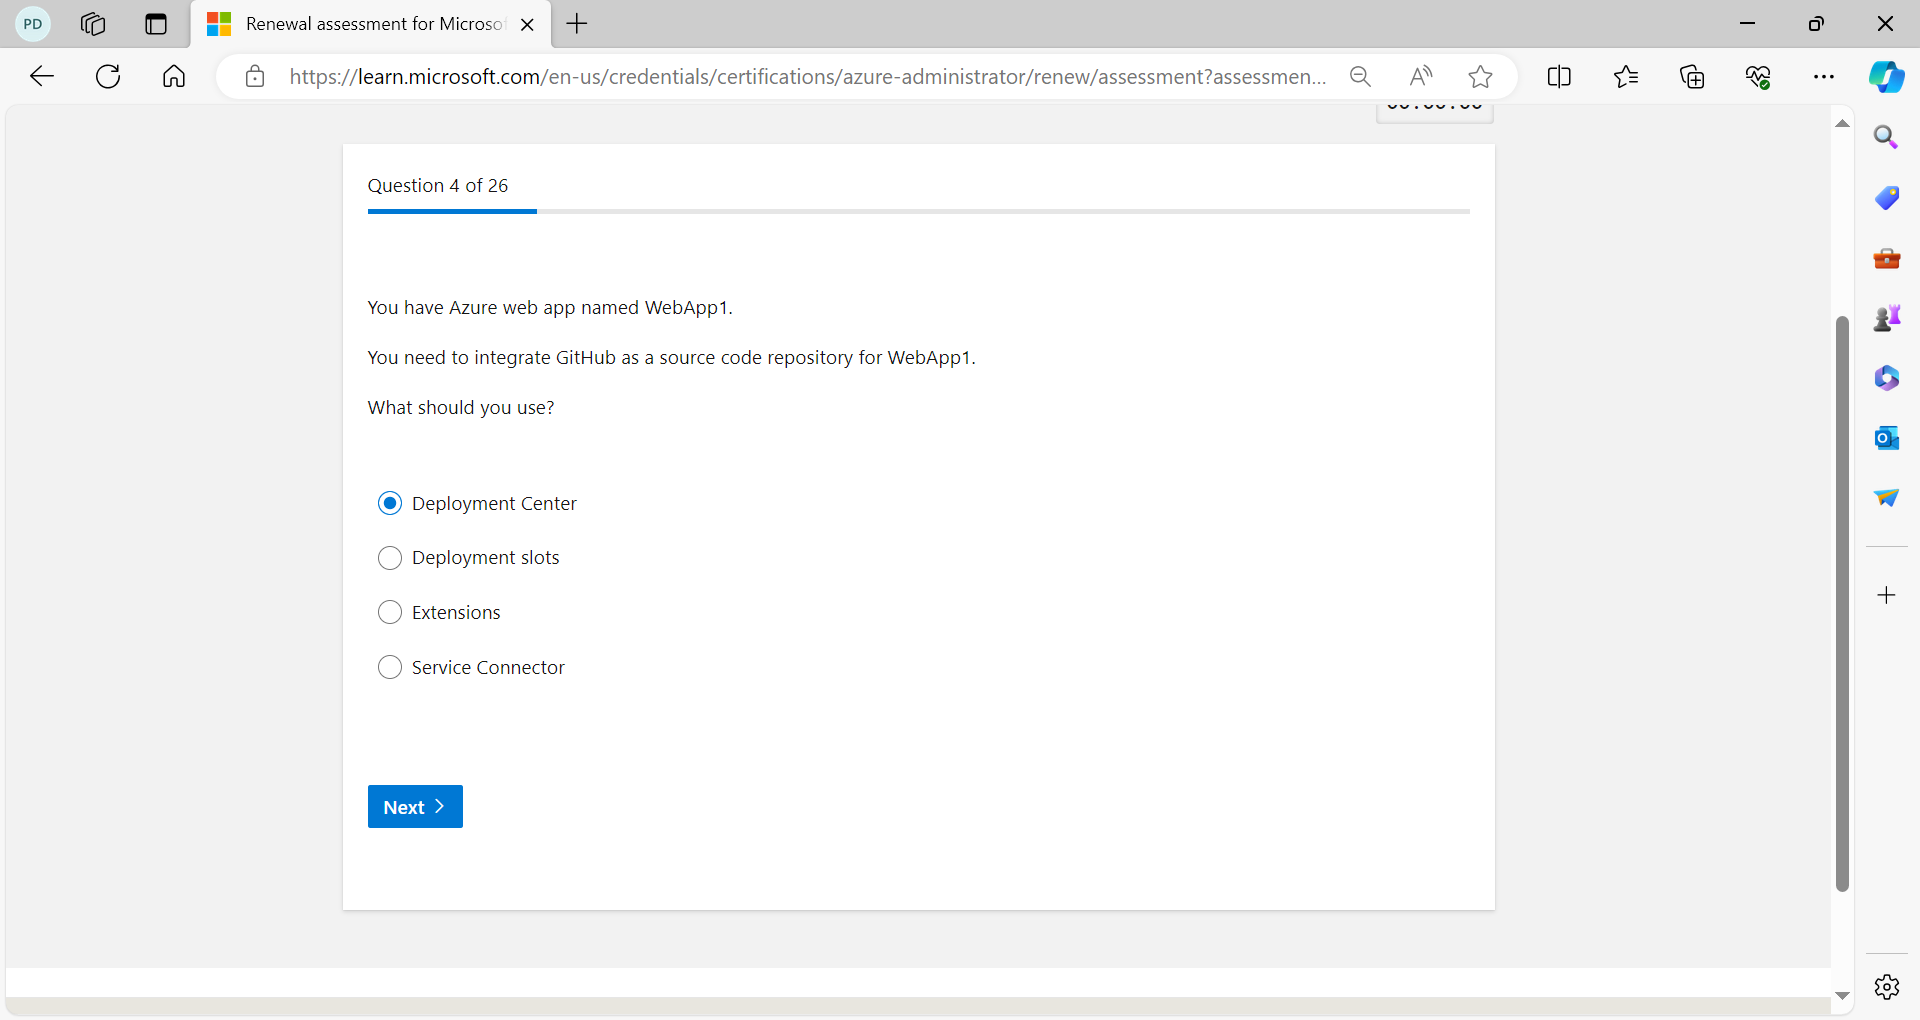 PD
Renewal assessment for Microso
https://learn.microsoft.com/en-us/credentials/certifications/azure-administrator/renew/assessment?assessmen...
Question 4 of 26
You have Azure web app named WebApp1.
You need to integrate GitHub as a source code repository for WebApp1.
What should you use?
Deployment Center
Deployment slots
Extensions
Service Connector
Next